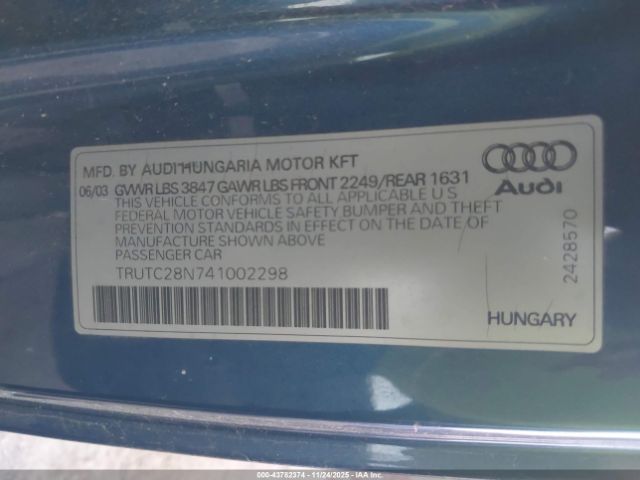 MFD. BY AUDI HUNGARIA MOTOR KFT
06/03 GVWR LBS 3847 GAWR LBS FRONT 2249/REAR 1631
THIS VEHICLE CONFORMS TO ALL APPLICABLE U S
FEDERAL MOTOR VEHICLE SAFETY BUMPER AND THEFT
PREVENTION STANDARDS IN EFFECT ON THE DATE OF
MANUFACTURE SHOWN ABOVE
PASSENGER CAR
TRUTC28N741002298
Audi
2428570
HUNGARY
000-43782374 - 11/24/2025 - IAAI.COM